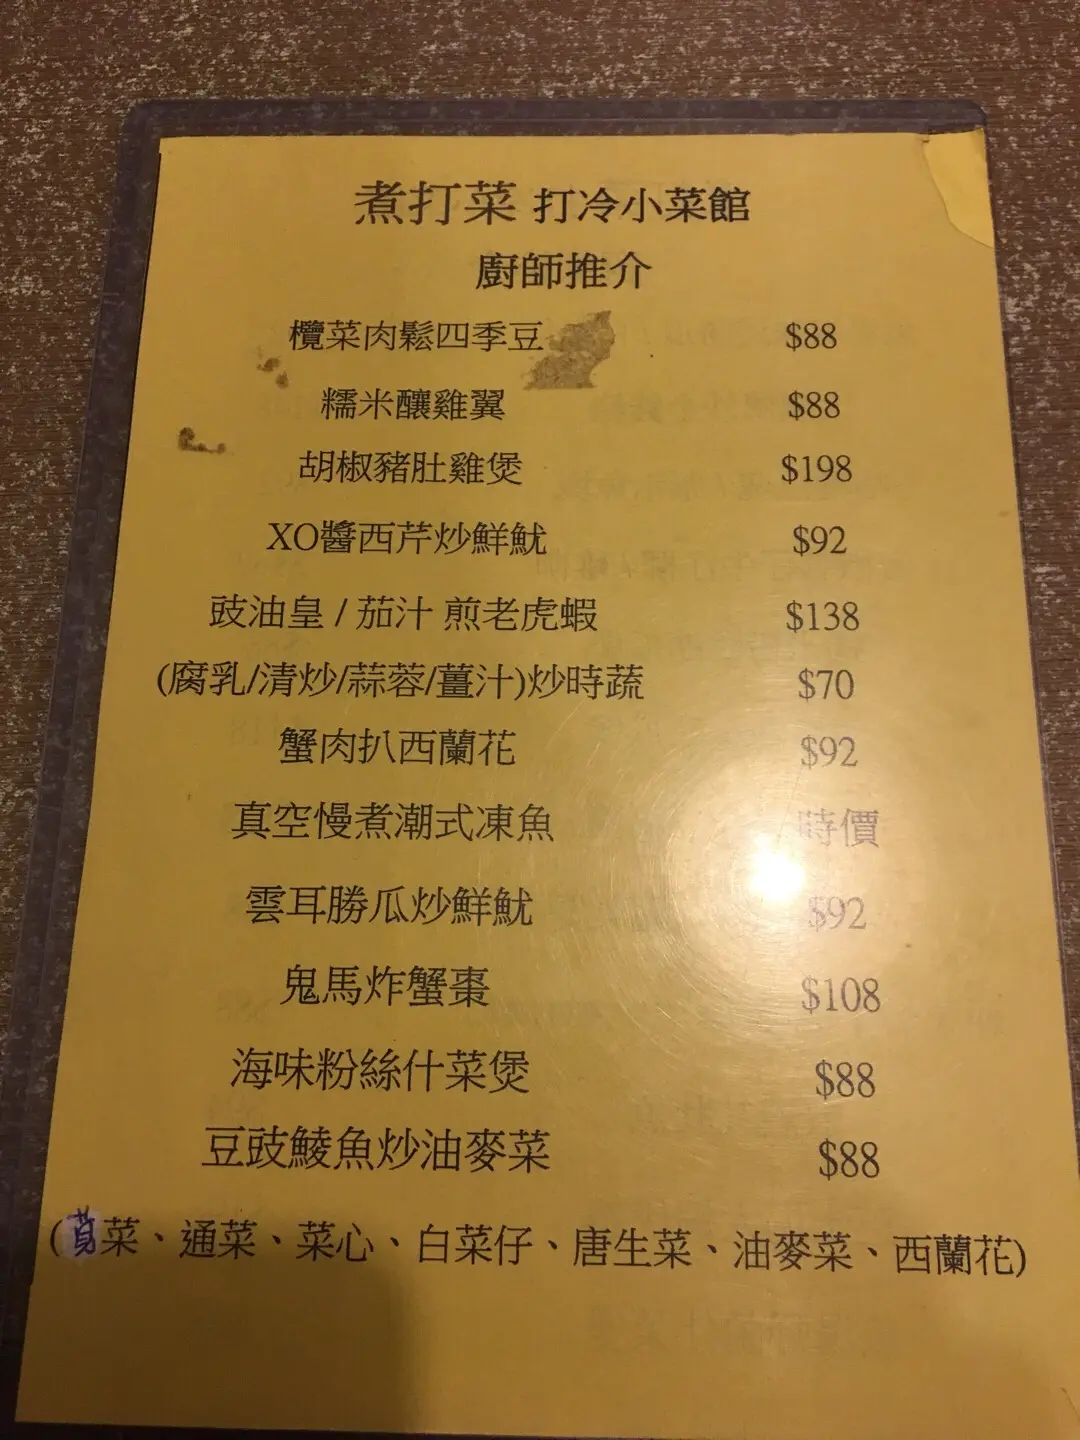 煮打菜 打冷小菜館
廚師推介
欖菜肉鬆四季豆 $88
糯米釀雞翼 $88
胡椒豬肚雞煲 $198
XO醬西芹炒鮮魷 $92
豉油皇 / 茄汁 煎老虎蝦 $138
(腐乳/清炒/蒜蓉/薑汁)炒時蔬 $70
蟹肉扒西蘭花 $92
真空慢煮潮式凍魚 時價
雲耳勝瓜炒鮮魷 $92
鬼馬炸蟹棗 $108
海味粉絲什菜煲 $88
豆豉鯪魚炒油麥菜 $88
(莧菜、通菜、菜心、白菜仔、唐生菜、油麥菜、西蘭花)